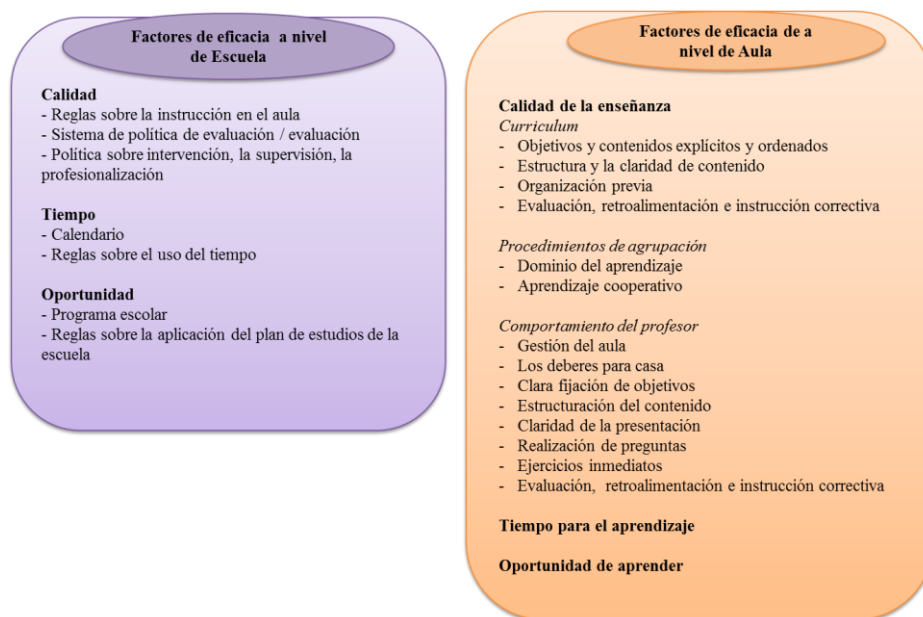 Factores de eficacia a nivel
de Escuela
Calidad
- Reglas sobre la instrucción en el aula
- Sistema de política de evaluación / evaluación
- Política sobre intervención, la supervisión, la
profesionalización
Tiempo
- Calendario
- Reglas sobre el uso del tiempo
Oportunidad
- Programa escolar
- Reglas sobre la aplicación del plan de estudios de la
escuela
Factores de eficacia de a
nivel de Aula
Calidad de la enseñanza
Curriculum
- Objetivos y contenidos explícitos y ordenados
- Estructura y la claridad de contenido
- Organización previa
- Evaluación, retroalimentación e instrucción correctiva
Procedimientos de agrupación
- Dominio del aprendizaje
- Aprendizaje cooperativo
Comportamiento del profesor
- Gestión del aula
- Los deberes para casa
- Clara fijación de objetivos
- Estructuración del contenido
- Claridad de la presentación
- Realización de preguntas
- Ejercicios inmediatos
- Evaluación, retroalimentación e instrucción correctiva
Tiempo para el aprendizaje
Oportunidad de aprender